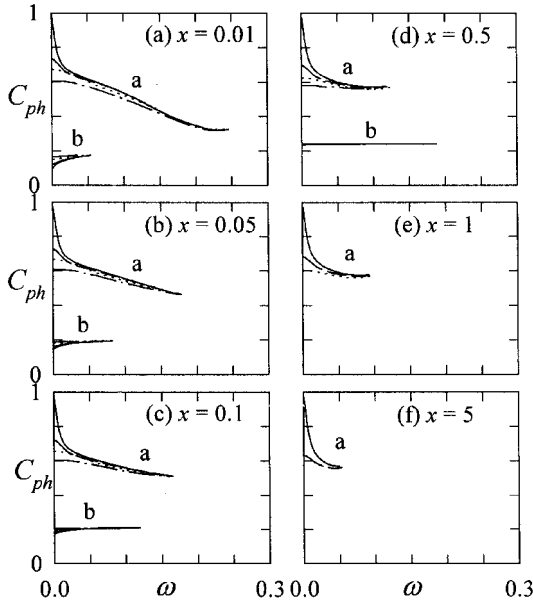 1
(a) x = 0.01
a
C_ph
b
0
1
(b) x = 0.05
a
C_ph
b
0
1
(c) x = 0.1
a
C_ph
b
0
0.0 ω 0.3
(d) x = 0.5
a
b
(e) x = 1
a
(f) x = 5
a
0.0 ω 0.3